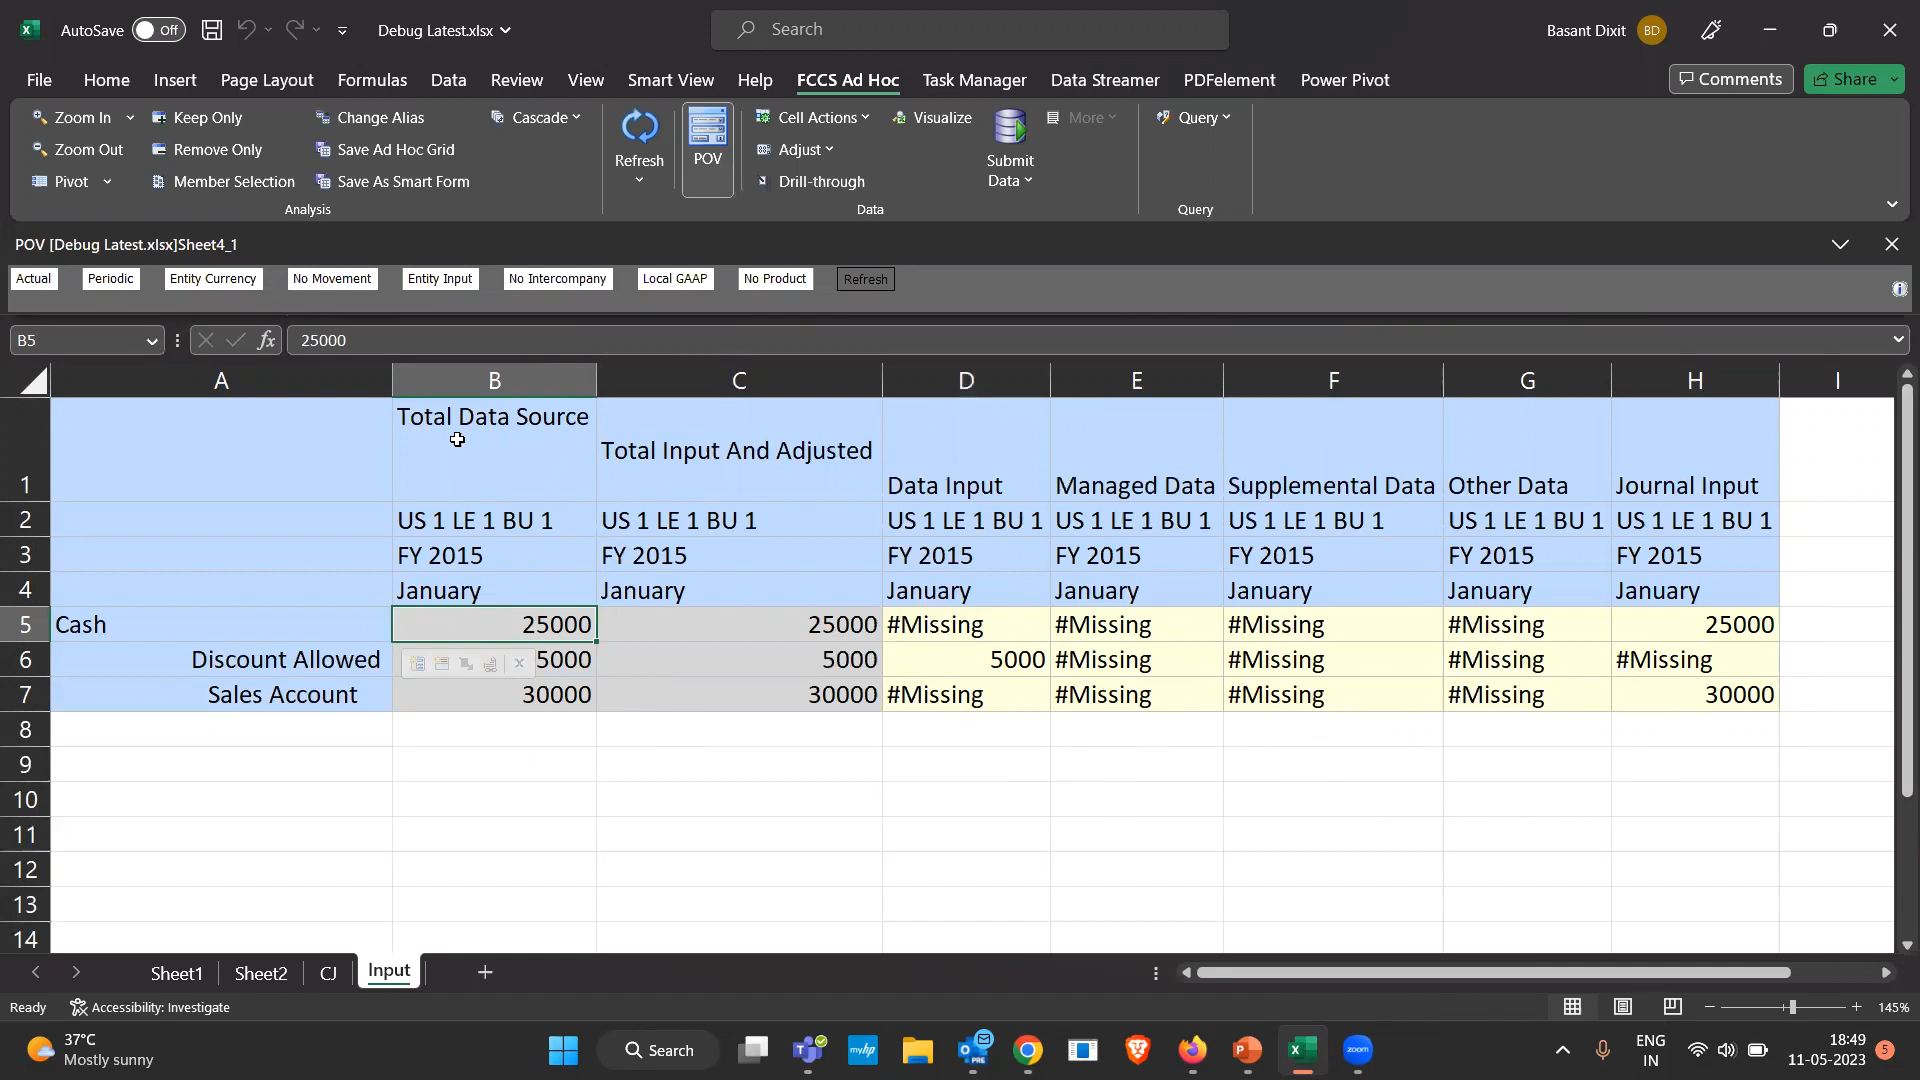 AutoSave Off Debug Latest.xlsx Search Basant Dixit BD
File Home Insert Page Layout Formulas Data Review View Smart View Help FCCS Ad Hoc Task Manager Data Streamer PDFelement Power Pivot Comments Share
Zoom In Keep Only Change Alias Cascade Cell Actions Visualize More Query
Zoom Out Remove Only Save Ad Hoc Grid Refresh POV Adjust Submit Data
Pivot Member Selection Save As Smart Form Drill-through
Analysis Data Query
POV [Debug Latest.xlsx]Sheet4_1
Actual Periodic Entity Currency No Movement Entity Input No Intercompany Local GAAP No Product Refresh
B5 fx 25000
A B C D E F G H I
1 Total Data Source Total Input And Adjusted Data Input Managed Data Supplemental Data Other Data Journal Input
2 US 1 LE 1 BU 1 US 1 LE 1 BU 1 US 1 LE 1 BU 1 US 1 LE 1 BU 1 US 1 LE 1 BU 1 US 1 LE 1 BU 1 US 1 LE 1 BU 1
3 FY 2015 FY 2015 FY 2015 FY 2015 FY 2015 FY 2015 FY 2015
4 January January January January January January January
5 Cash 25000 25000 #Missing #Missing #Missing #Missing 25000
6 Discount Allowed 5000 5000 5000 #Missing #Missing #Missing #Missing
7 Sales Account 30000 30000 #Missing #Missing #Missing #Missing 30000
8
9
10
11
12
13
14
Sheet1 Sheet2 CJ Input
Ready Accessibility: Investigate 145%
37°C
Mostly sunny
Search myhp PRE zoom
ENG
IN
18:49
11-05-2023
5